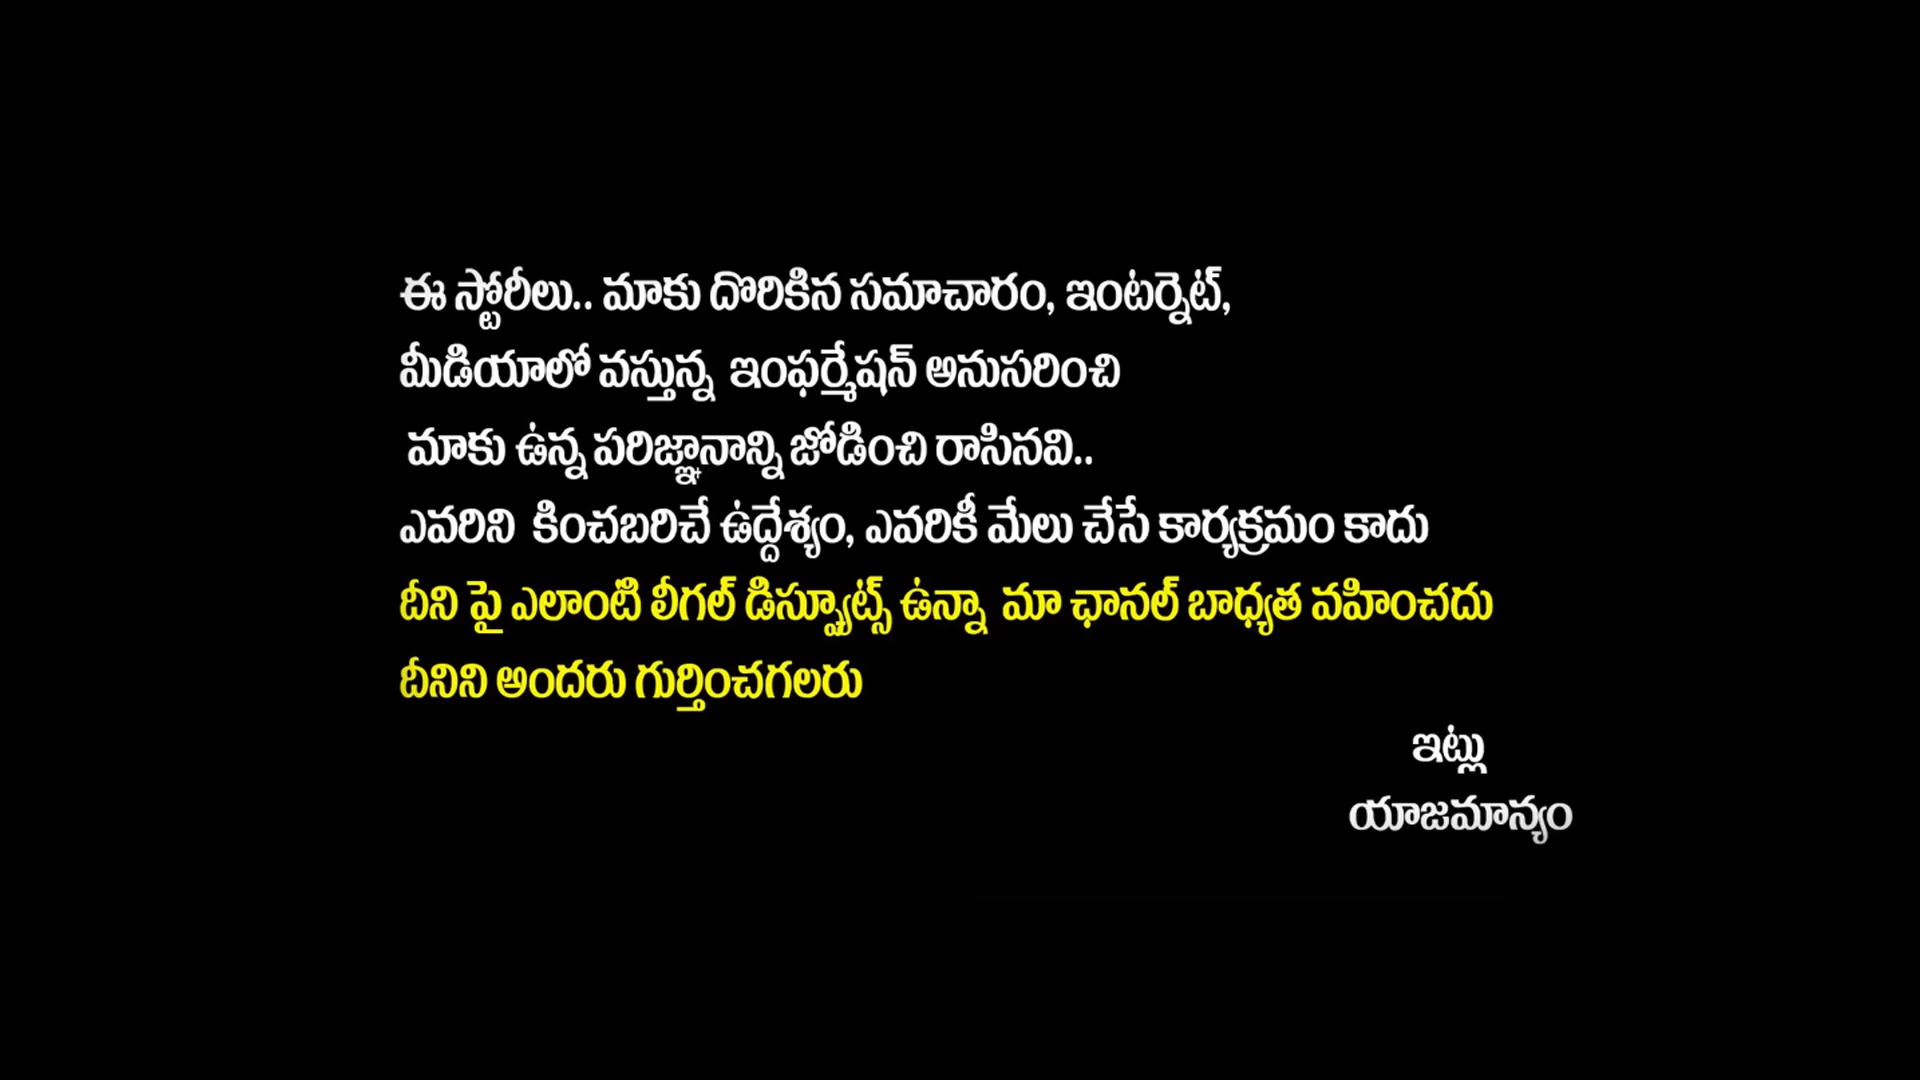 ఈ స్టోరీలు.. మాకు దొరికిన సమాచారం, ఇంటర్నెట్,
మీడియాలో వస్తున్న ఇంఫర్మేషన్ అనుసరించి
మాకు ఉన్న పరిజ్ఞానాన్ని జోడించి రాసినవి..
ఎవరిని కించబరిచే ఉద్దేశ్యం, ఎవరికీ మేలు చేసే కార్యక్రమం కాదు
దీని పై ఎలాంటి లీగల్ డిస్ప్యూట్స్ ఉన్నా మా ఛానల్ బాధ్యత వహించదు
దీనిని అందరు గుర్తించగలరు
ఇట్లు
యాజమాన్యం